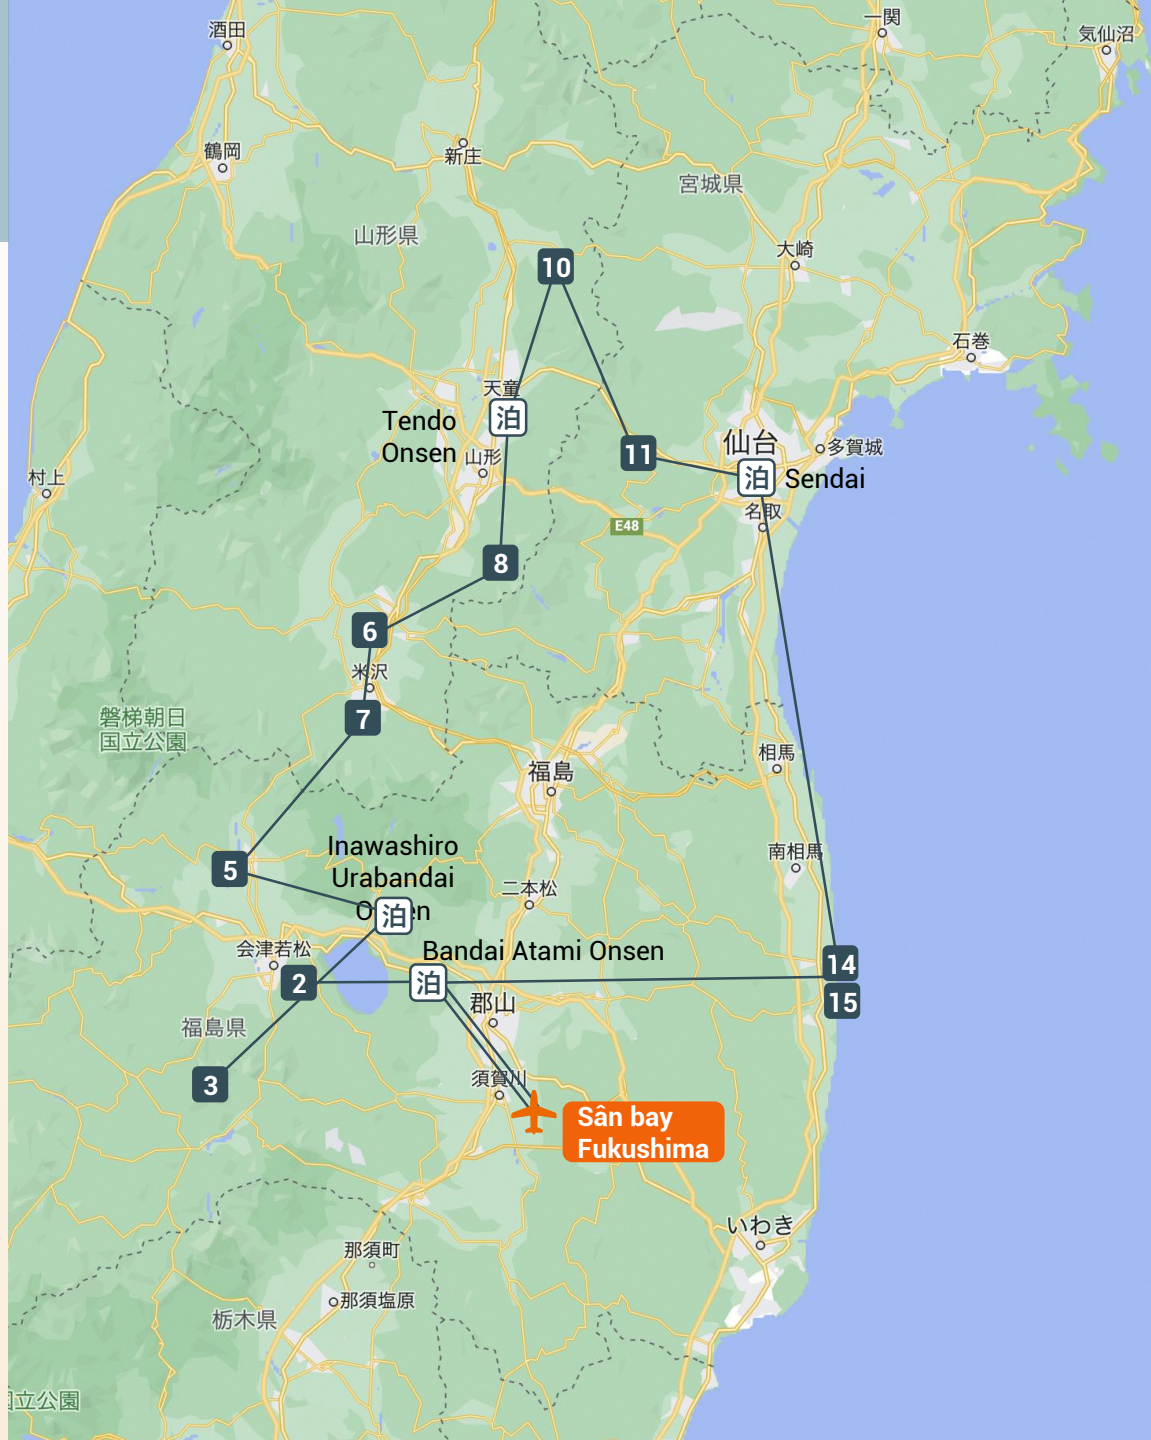 酒田
一関
気仙沼
鶴岡
新庄
宮城県
山形県
大崎
10
石巻
天童
泊
Tendo
Onsen
山形
11
仙台
多賀城
泊
Sendai
村上
名取
E48
8
6
米沢
7
磐梯朝日
国立公園
相馬
福島
Inawashiro
Urabandai
南相馬
5
二本松
泊
会津若松
Bandai Atami Onsen
14
2
泊
15
郡山
福島県
3
須賀川
Sân bay
Fukushima
いわき
那須町
那須塩原
栃木県
立公園